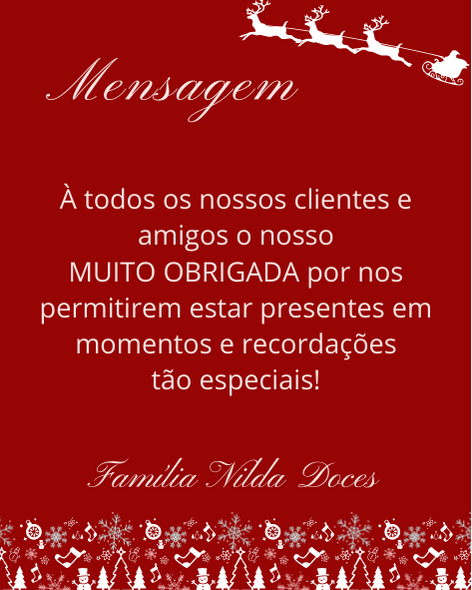 Mensagem
À todos os nossos clientes e
amigos o nosso
MUITO OBRIGADA por nos
permitirem estar presentes em
momentos e recordações
tão especiais!
Família Nilda Doces